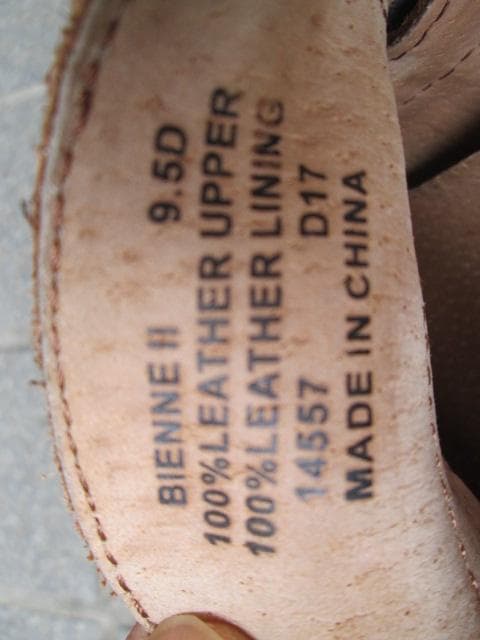 BIENNE II 9.5D
100%LEATHER UPPER
100%LEATHER LINING
14557 D17
MADE IN CHINA